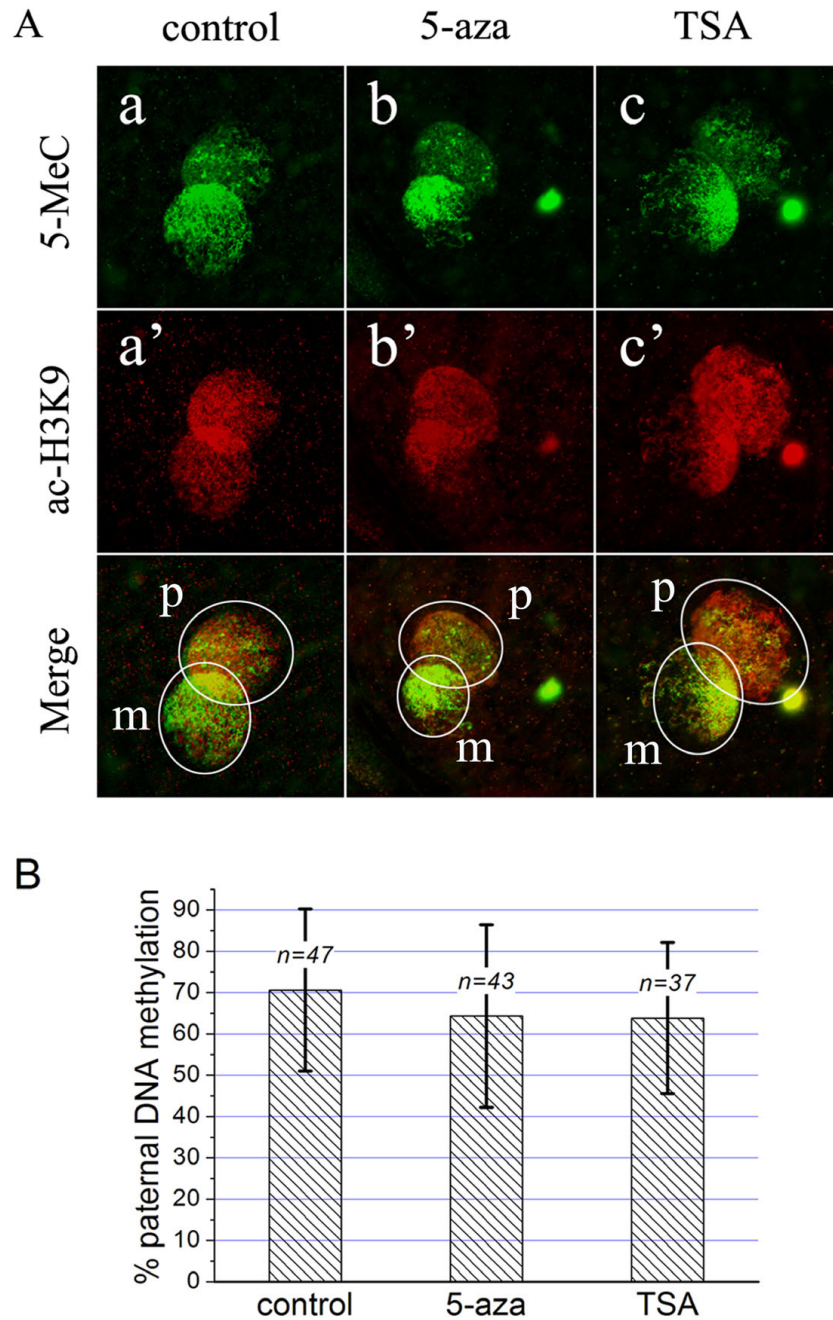 A
control 5-aza TSA
5-MeC
a b c
ac-H3K9
a’ b’ c’
Merge
p p p
m m m
B
% paternal DNA methylation
90
80
70
60
50
40
30
20
10
0
n=47
n=43
n=37
control 5-aza TSA